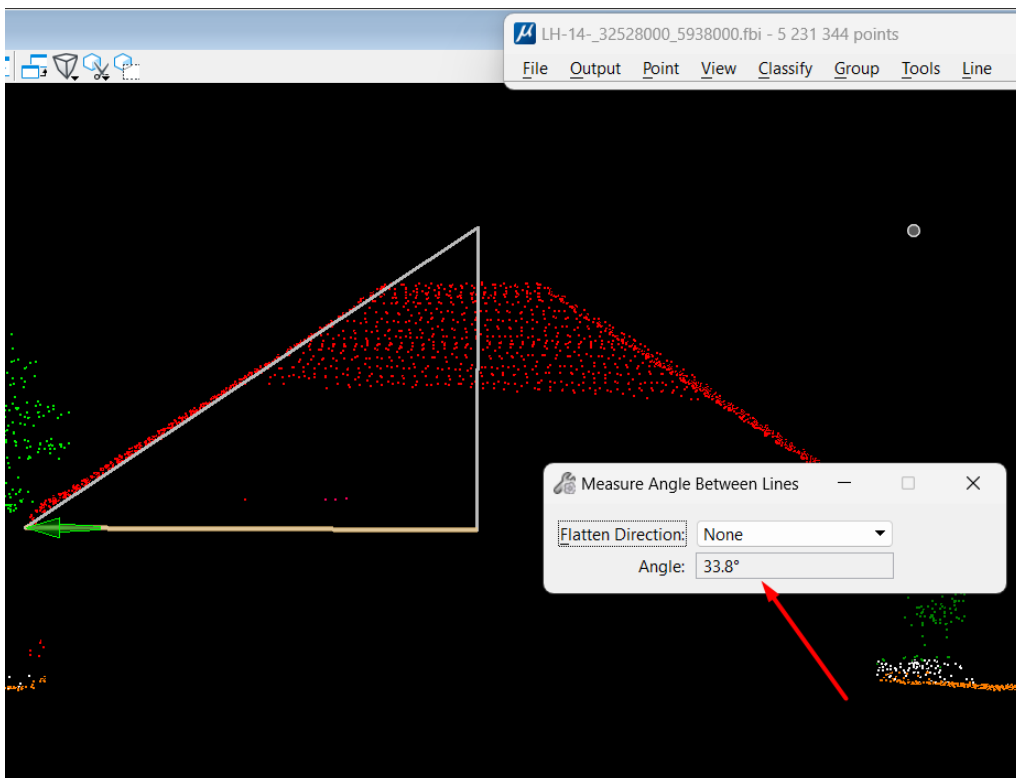 LH-14-_32528000_5938000.fbi - 5 231 344 points
File Output Point View Classify Group Tools Line
Measure Angle Between Lines
Flatten Direction: None
Angle: 33.8°